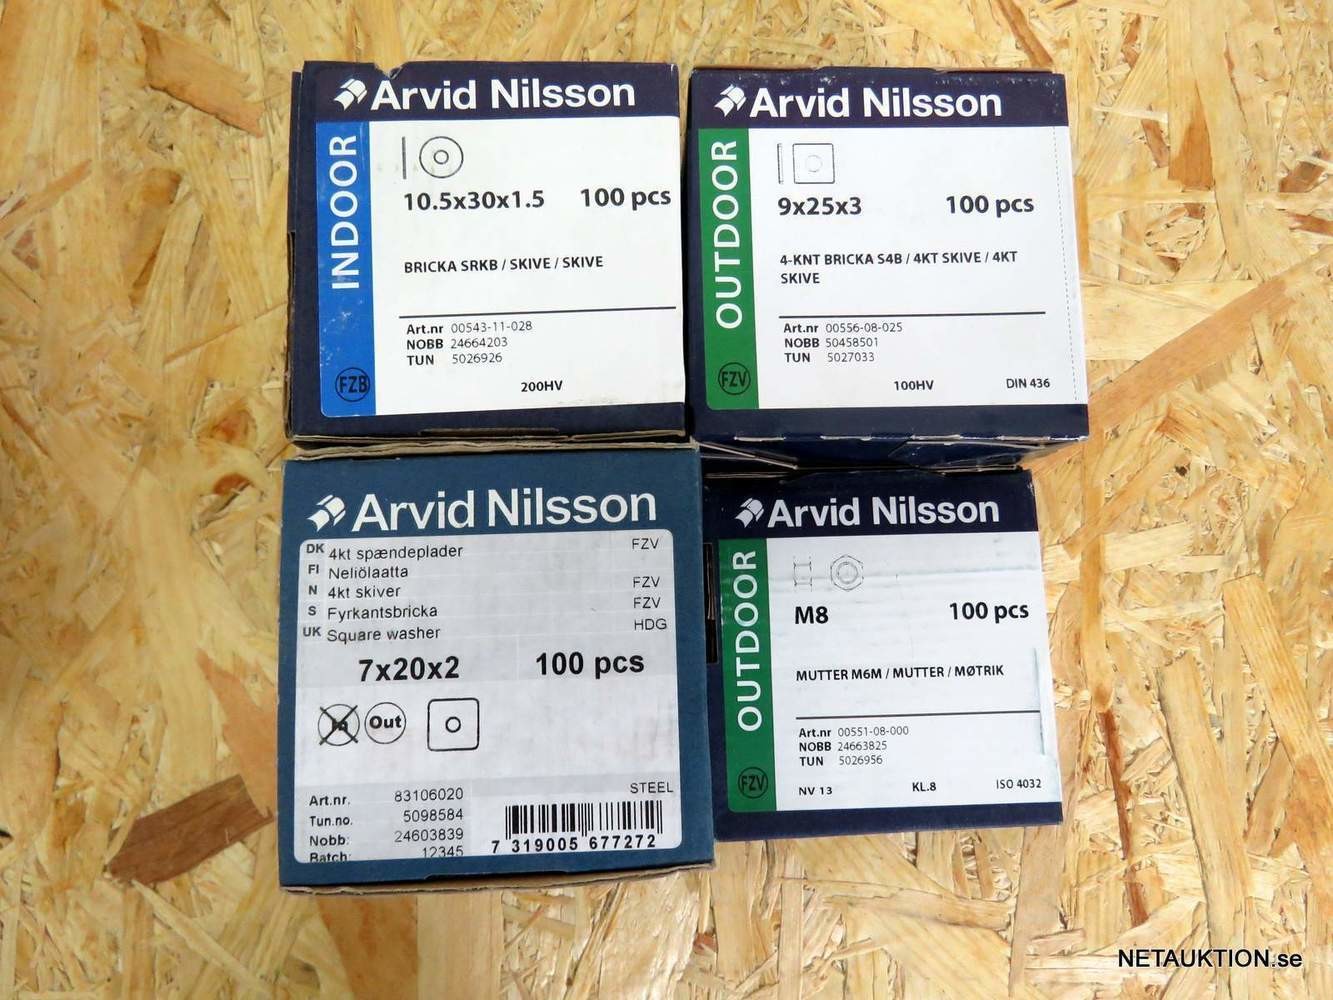 Arvid Nilsson
INDOOR
10.5x30x1.5 100 pcs
BRICKA SRKB / SKIVE / SKIVE
Art.nr 00543-11-028
NOBB 24664203
TUN 5026926
FZB
200HV
Arvid Nilsson
OUTDOOR
9x25x3 100 pcs
4-KNT BRICKA S4B / 4KT SKIVE / 4KT
SKIVE
Art.nr 00556-08-025
NOBB 50458501
TUN 5027033
FZV
100HV DIN 436
Arvid Nilsson
DK 4kt spændeplader FZV
FI Neliölaatta
N 4kt skiver FZV
S Fyrkantsbricka FZV
UK Square washer HDG
7x20x2 100 pcs
In Out
STEEL
Art.nr. 83106020
Tun.no. 5098584
Nobb: 24603839
Batch: 12345
7 319005 677272
Arvid Nilsson
OUTDOOR
M8 100 pcs
MUTTER M6M / MUTTER / MØTRIK
Art.nr 00551-08-000
NOBB 24663825
TUN 5026956
FZV
NV 13 KL.8 ISO 4032
NETAUKTION.se